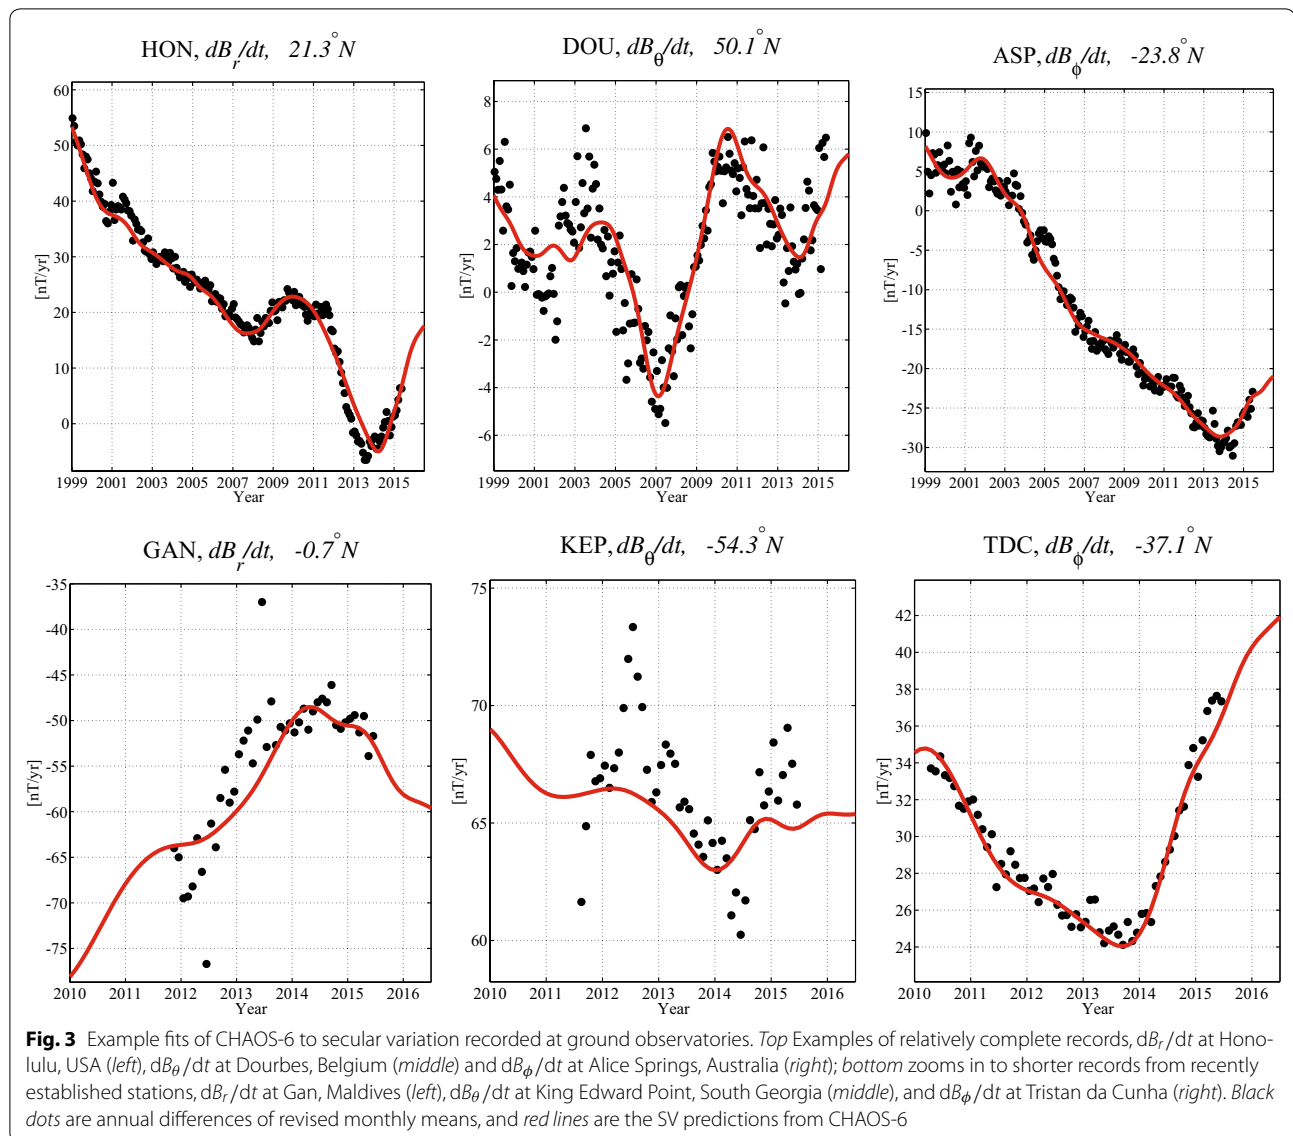 HON, dB_r/dt, 21.3°N
DOU, dB_θ/dt, 50.1°N
ASP, dB_ϕ/dt, -23.8°N
60
50
40
30
20
10
0
[nT/yr]
1999 2001 2003 2005 2007 2009 2011 2013 2015
Year
8
6
4
2
0
-2
-4
-6
[nT/yr]
1999 2001 2003 2005 2007 2009 2011 2013 2015
Year
15
10
5
0
-5
-10
-15
-20
-25
-30
[nT/yr]
1999 2001 2003 2005 2007 2009 2011 2013 2015
Year
GAN, dB_r/dt, -0.7°N
KEP, dB_θ/dt, -54.3°N
TDC, dB_ϕ/dt, -37.1°N
-35
-40
-45
-50
-55
-60
-65
-70
-75
[nT/yr]
2010 2011 2012 2013 2014 2015 2016
Year
75
70
65
60
[nT/yr]
2010 2011 2012 2013 2014 2015 2016
Year
42
40
38
36
34
32
30
28
26
24
[nT/yr]
2010 2011 2012 2013 2014 2015 2016
Year
Fig. 3 Example fits of CHAOS-6 to secular variation recorded at ground observatories. Top Examples of relatively complete records, dB_r/dt at Hono-
lulu, USA (left), dB_θ/dt at Dourbes, Belgium (middle) and dB_ϕ/dt at Alice Springs, Australia (right); bottom zooms in to shorter records from recently
established stations, dB_r/dt at Gan, Maldives (left), dB_θ/dt at King Edward Point, South Georgia (middle), and dB_ϕ/dt at Tristan da Cunha (right). Black
dots are annual differences of revised monthly means, and red lines are the SV predictions from CHAOS-6